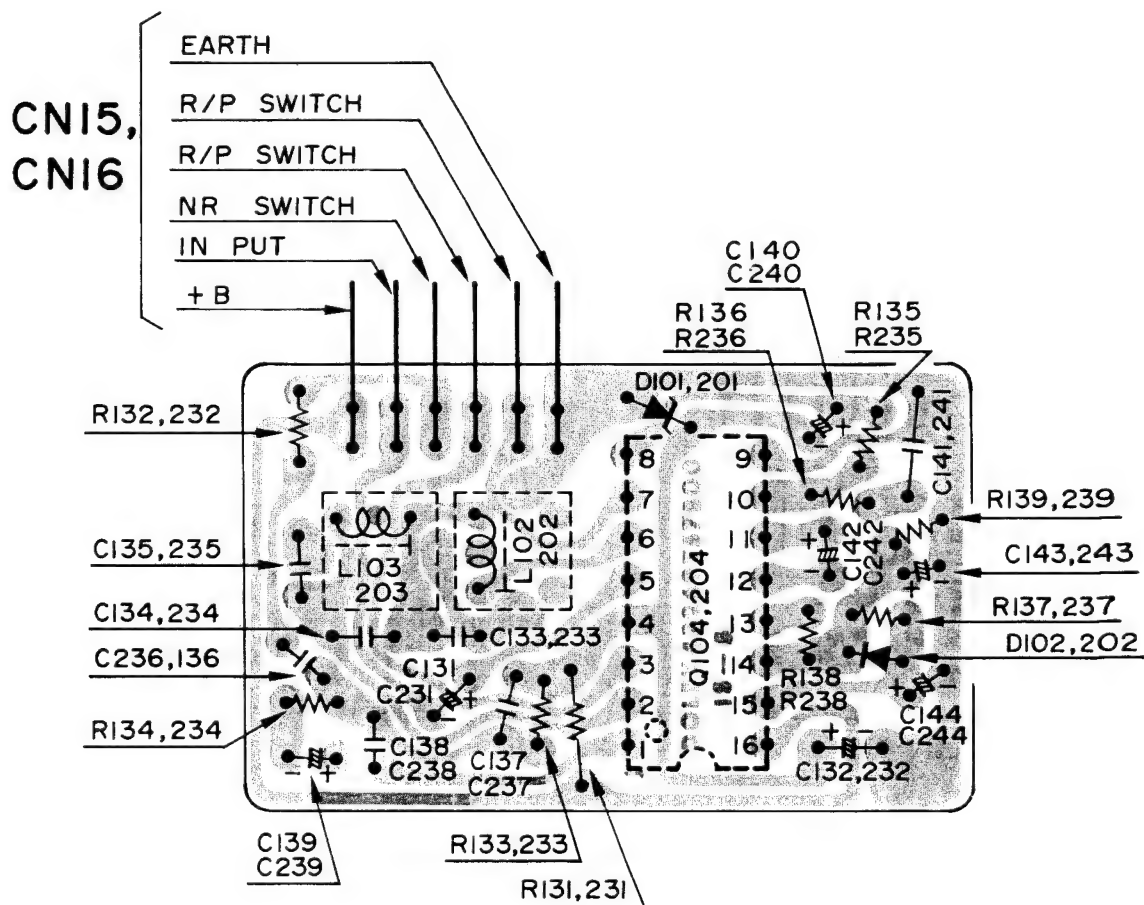 CN15,
CN16
EARTH
R/P SWITCH
R/P SWITCH
NR SWITCH
IN PUT
+B
C140
C240
R136
R236
R135
R235
D101,201
C141,241
R132,232
8
9
7
10
6
11
5
12
4
13
3
14
2
15
1
16
Q104,204
R139,239
C142
C242
C143,243
L103
203
L102
202
C135,235
R137,237
C134,234
C133,233
D102,202
C236,136
C131
C231
R138
R238
R134,234
C144
C244
C138
C238
C137
C237
C132,232
C139
C239
R133,233
R131,231
+
-
+
-
+
-
+
-
+
-
+
-
-
+